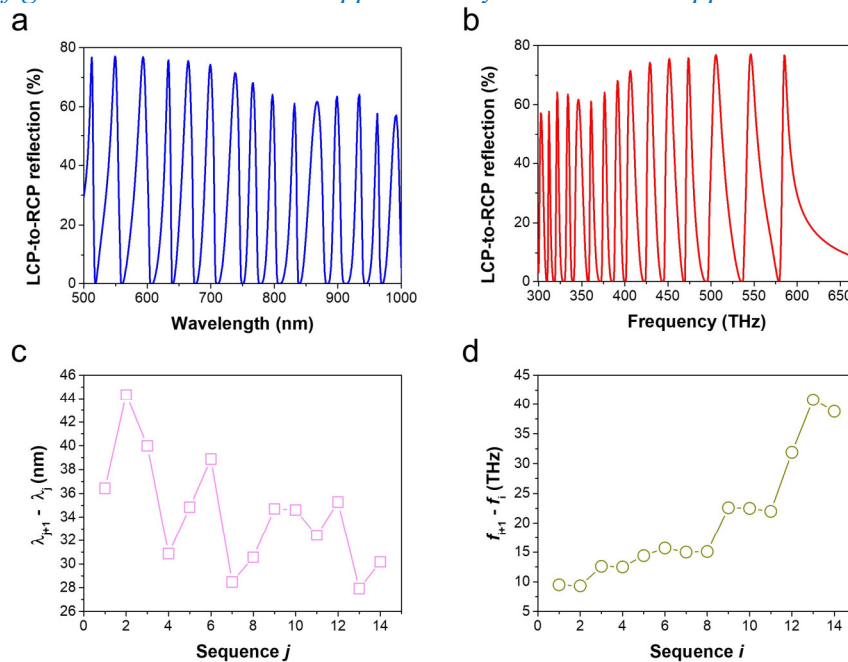 a
80
60
40
20
0
LCP-to-RCP reflection (%)
500 600 700 800 900 1000
Wavelength (nm)
b
80
60
40
20
0
LCP-to-RCP reflection (%)
300 350 400 450 500 550 600 650
Frequency (THz)
c
46
44
42
40
38
36
34
32
30
28
26
λj+1 - λj (nm)
0 2 4 6 8 10 12 14
Sequence j
d
45
40
35
30
25
20
15
10
5
fi+1 - fi (THz)
0 2 4 6 8 10 12 14
Sequence i